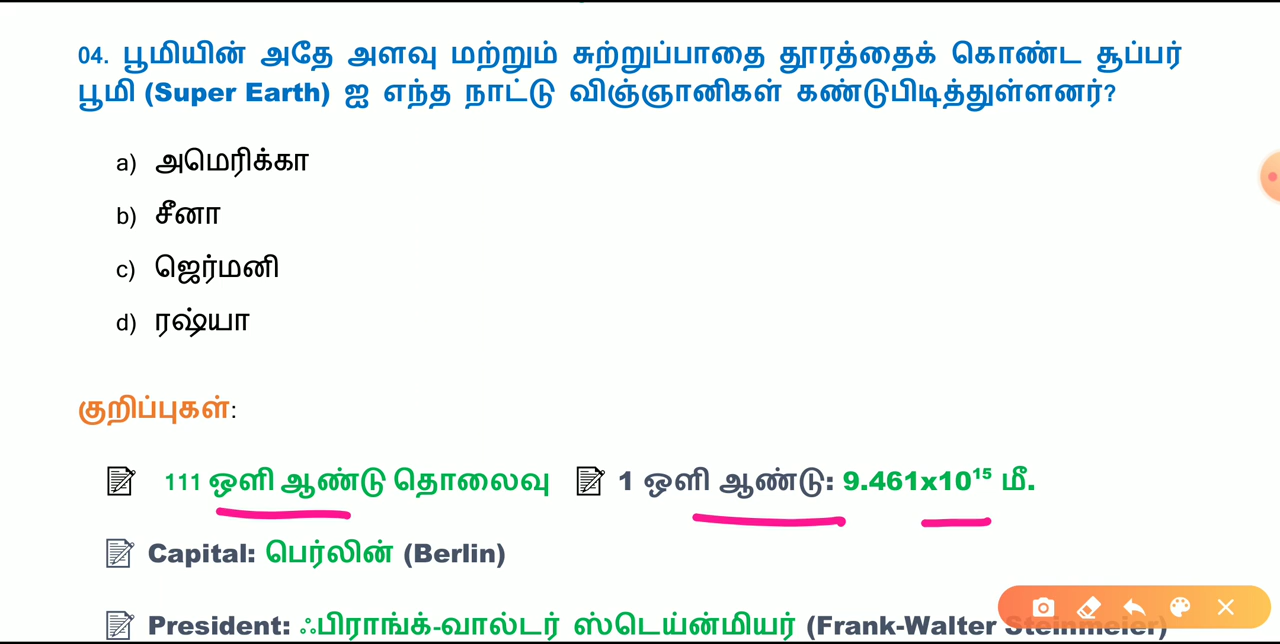 04. பூமியின் அதே அளவு மற்றும் சுற்றுப்பாதை தூரத்தைக் கொண்ட சூப்பர்
பூமி (Super Earth) ஐ எந்த நாட்டு விஞ்ஞானிகள் கண்டுபிடித்துள்ளனர்?
a) அமெரிக்கா
b) சீனா
c) ஜெர்மனி
d) ரஷ்யா
குறிப்புகள்:
111 ஒளி ஆண்டு தொலைவு 1 ஒளி ஆண்டு: 9.461x10¹⁵ மீ.
Capital: பெர்லின் (Berlin)
President: ஃபிராங்க்-வால்டர் ஸ்டெய்ன்மியர் (Frank-Walter Steinmeier)